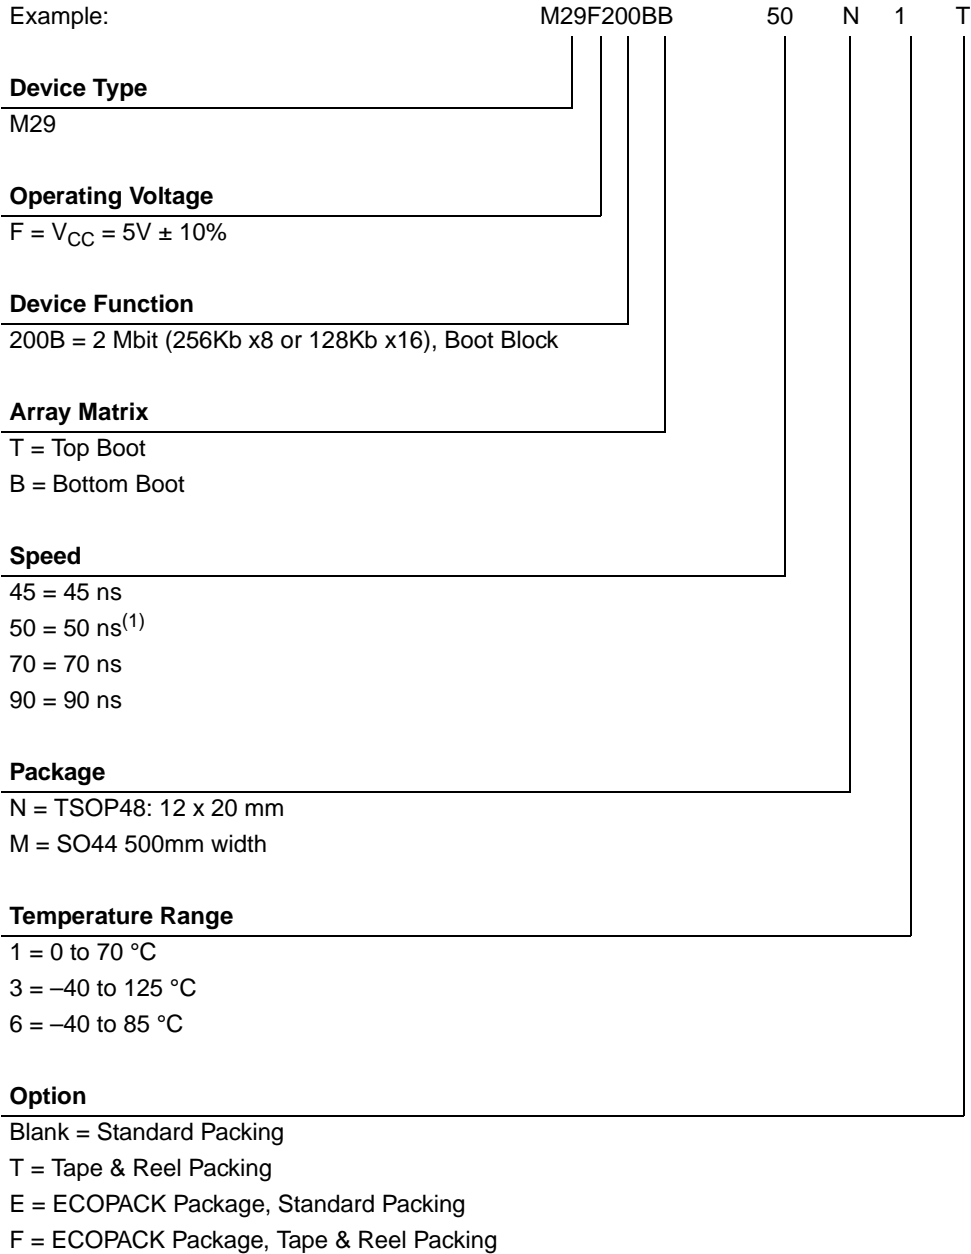 Example: M29F200BB 50 N 1 T
Device Type
M29
Operating Voltage
F = VCC = 5V ± 10%
Device Function
200B = 2 Mbit (256Kb x8 or 128Kb x16), Boot Block
Array Matrix
T = Top Boot
B = Bottom Boot
Speed
45 = 45 ns
50 = 50 ns(1)
70 = 70 ns
90 = 90 ns
Package
N = TSOP48: 12 x 20 mm
M = SO44 500mm width
Temperature Range
1 = 0 to 70 °C
3 = –40 to 125 °C
6 = –40 to 85 °C
Option
Blank = Standard Packing
T = Tape & Reel Packing
E = ECOPACK Package, Standard Packing
F = ECOPACK Package, Tape & Reel Packing